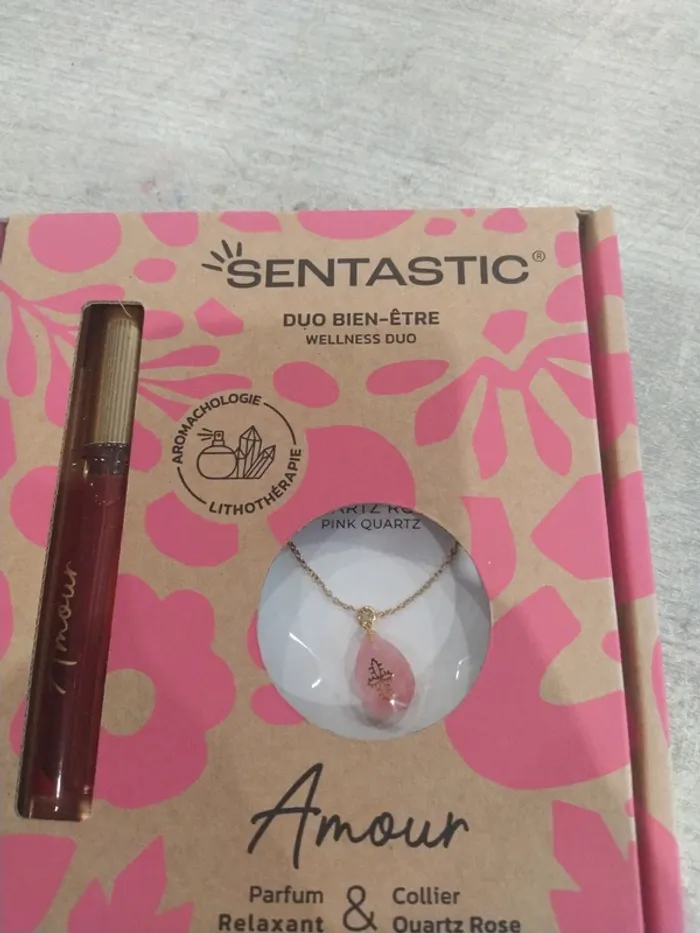 SENTASTIC®
DUO BIEN-ÊTRE
WELLNESS DUO
AROMACHOLOGIE
LITHOTHÉRAPIE
PINK QUARTZ
Amour
Amour
Parfum
Relaxant
&
Collier
Quartz Rose